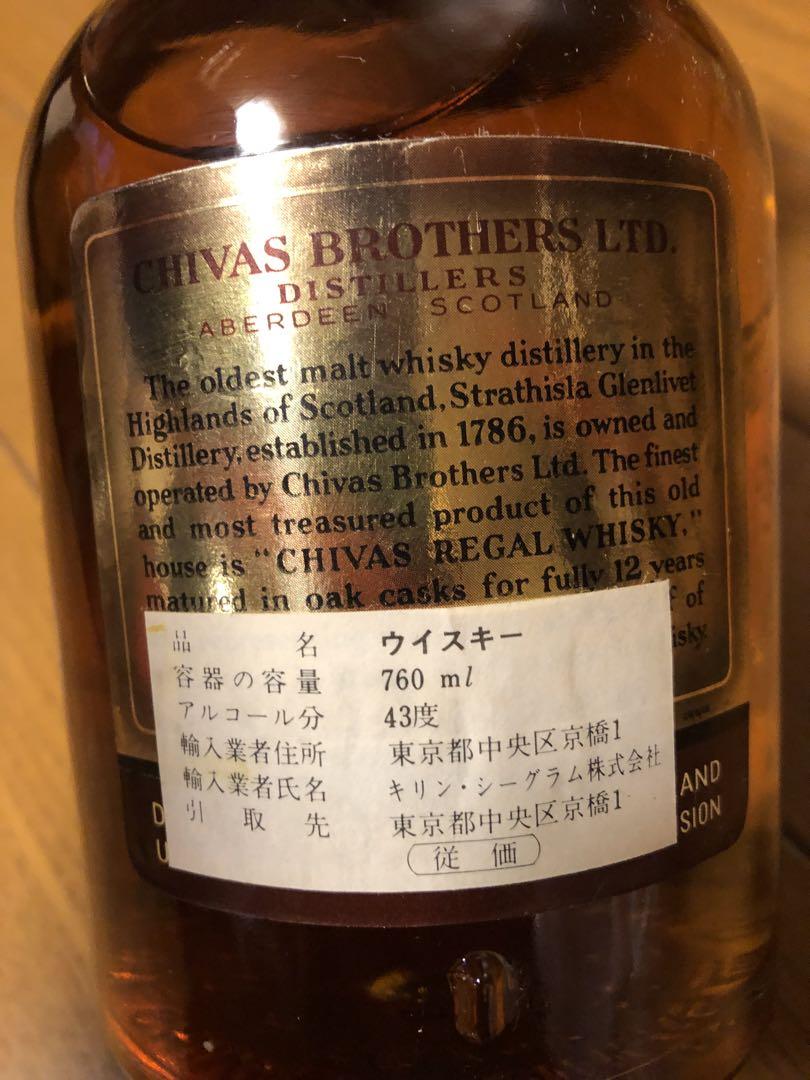 CHIVAS BROTHERS LTD.
DISTILLERS
ABERDEEN SCOTLAND
The oldest malt whisky distillery in the
Highlands of Scotland, Strathisla Glenlivet
Distillery, established in 1786, is owned and
operated by Chivas Brothers Ltd. The finest
and most treasured product of this old
house is "CHIVAS REGAL WHISKY,"
matured in oak casks for fully 12 years
of
品名 ウイスキー
容器の容量 760 ml
アルコール分 43度
輸入業者住所 東京都中央区京橋1
輸入業者氏名 キリン・シーグラム株式会社
引取先 東京都中央区京橋1
従価
AND